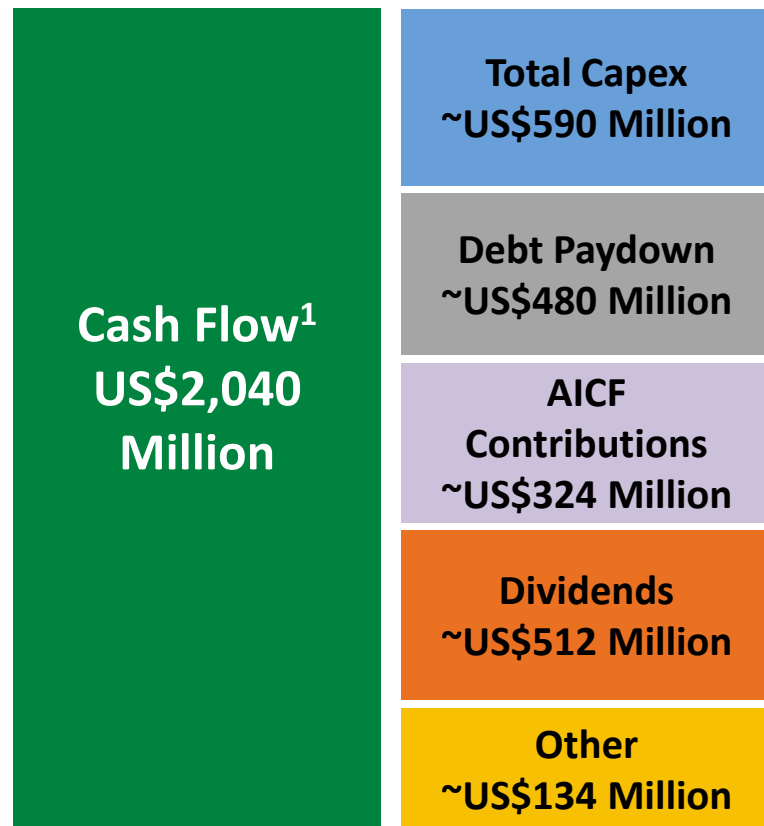 Cash Flow¹
US$2,040
Million
Total Capex
~US$590 Million
Debt Paydown
~US$480 Million
AICF
Contributions
~US$324 Million
Dividends
~US$512 Million
Other
~US$134 Million